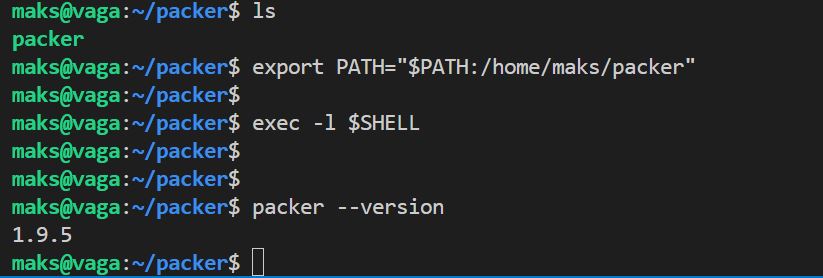 maks@vaga:~/packer$ ls
packer
maks@vaga:~/packer$ export PATH="$PATH:/home/maks/packer"
maks@vaga:~/packer$
maks@vaga:~/packer$ exec -l $SHELL
maks@vaga:~/packer$
maks@vaga:~/packer$
maks@vaga:~/packer$ packer --version
1.9.5
maks@vaga:~/packer$